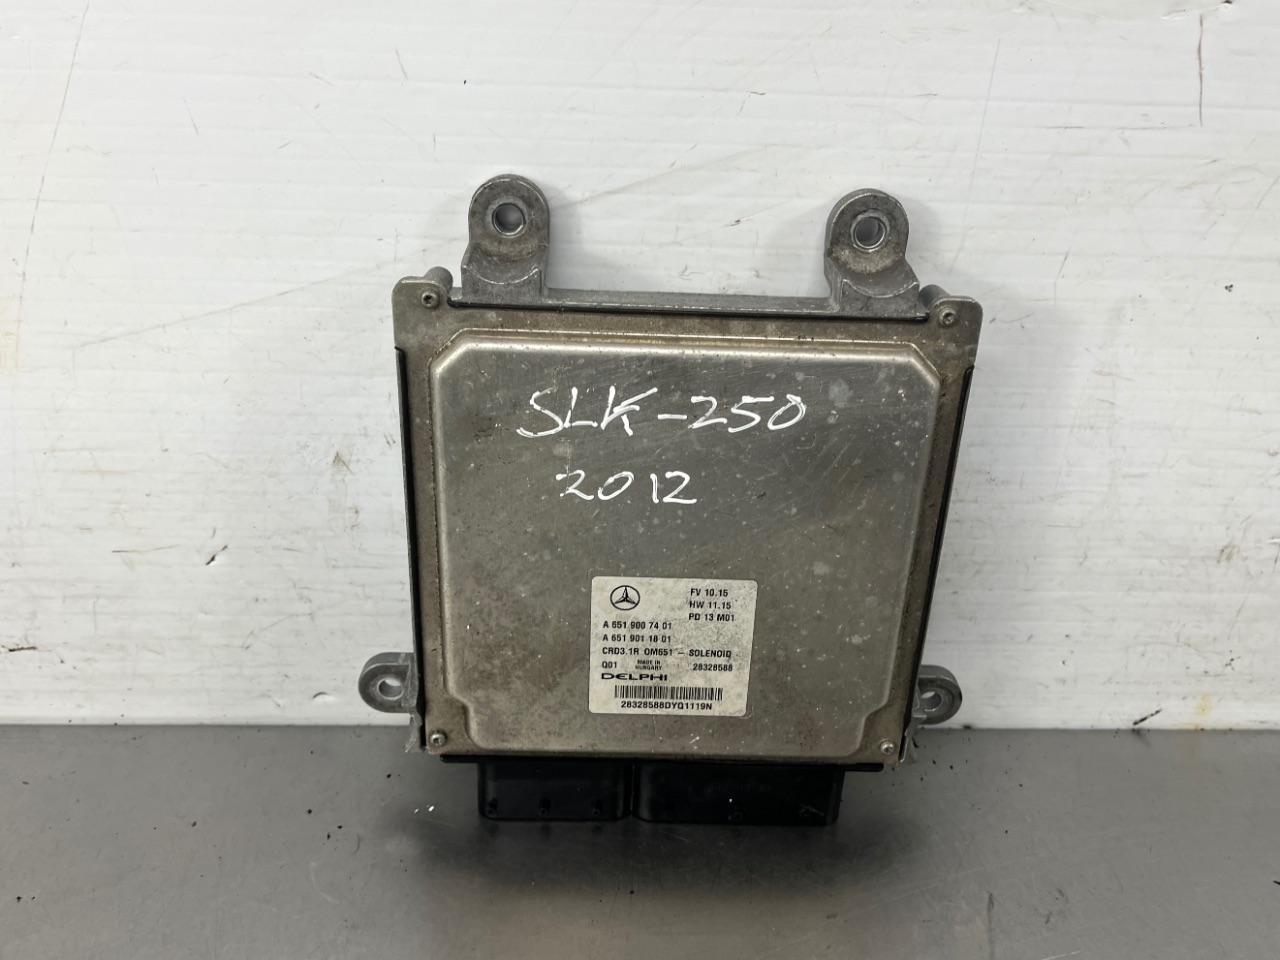 SLK-250
2012
FV 10.15
HW 11.15
PD 13 M01
A 651 900 74 01
A 651 901 18 01
CRD3.1R OM651 - SOLENOID
Q01 MADE IN HUNGARY 28328588
DELPHI
28328588DYQ1119N